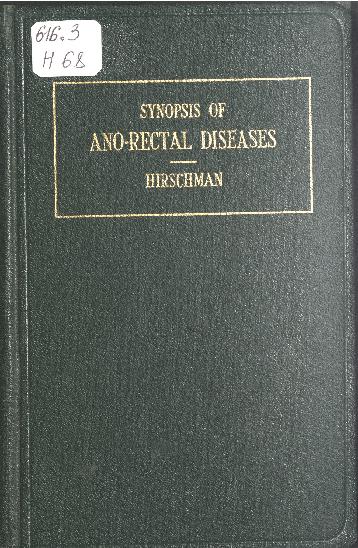 616.3
H 68
SYNOPSIS OF
ANO-RECTAL DISEASES
HIRSCHMAN